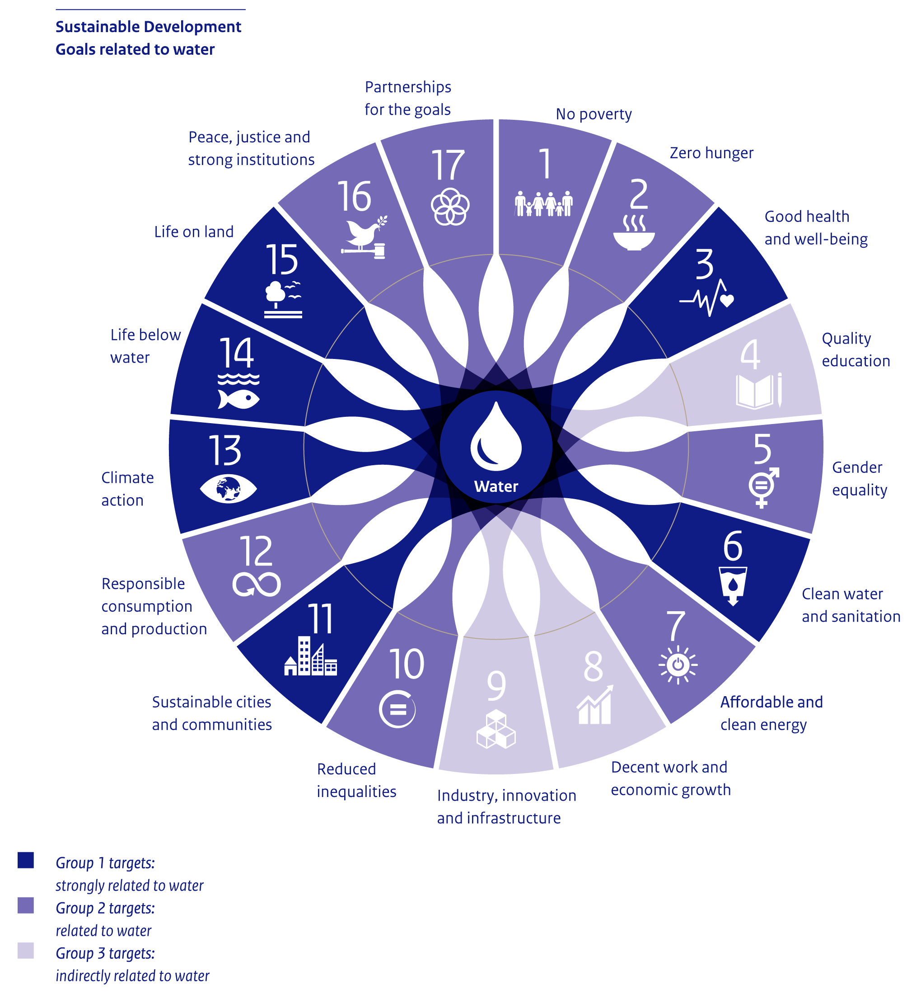 Sustainable Development
Goals related to water
Partnerships
for the goals
No poverty
Zero hunger
Good health
and well-being
Quality
education
Gender
equality
Clean water
and sanitation
Affordable and
clean energy
Decent work and
economic growth
Industry, innovation
and infrastructure
Reduced
inequalities
Sustainable cities
and communities
Responsible
consumption
and production
Climate
action
Life below
water
Life on land
Peace, justice and
strong institutions
1
2
3
4
5
6
7
8
9
10
11
12
13
14
15
16
17
Water
Group 1 targets:
strongly related to water
Group 2 targets:
related to water
Group 3 targets:
indirectly related to water